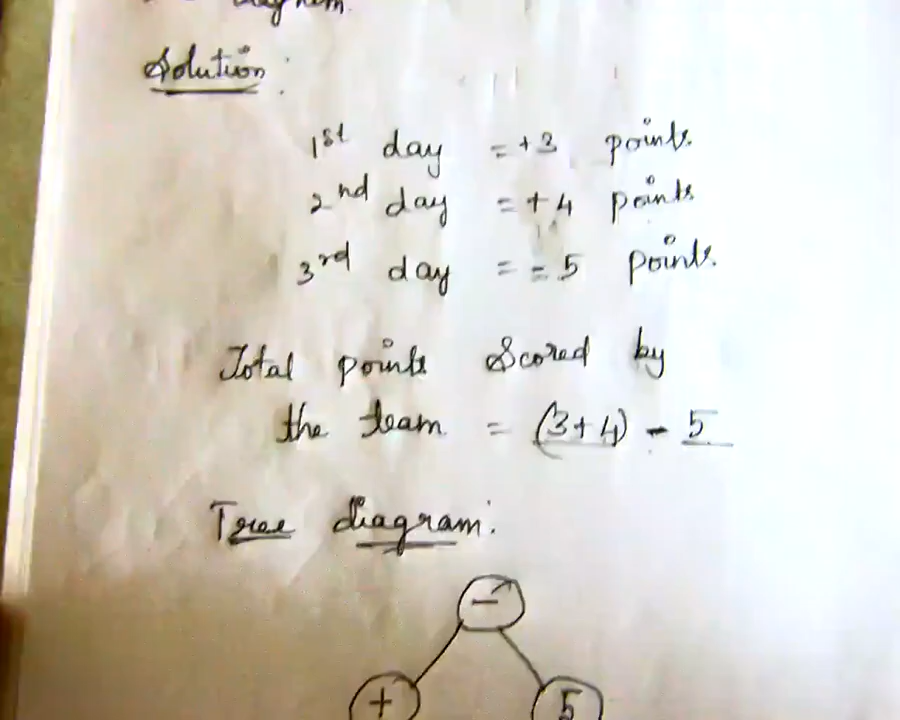 diagram.
Solution:
1st day = +3 points.
2nd day = +4 points
3rd day = -5 points.
Total points Scored by
the team = (3+4) - 5
Tree diagram:
-
+ 5